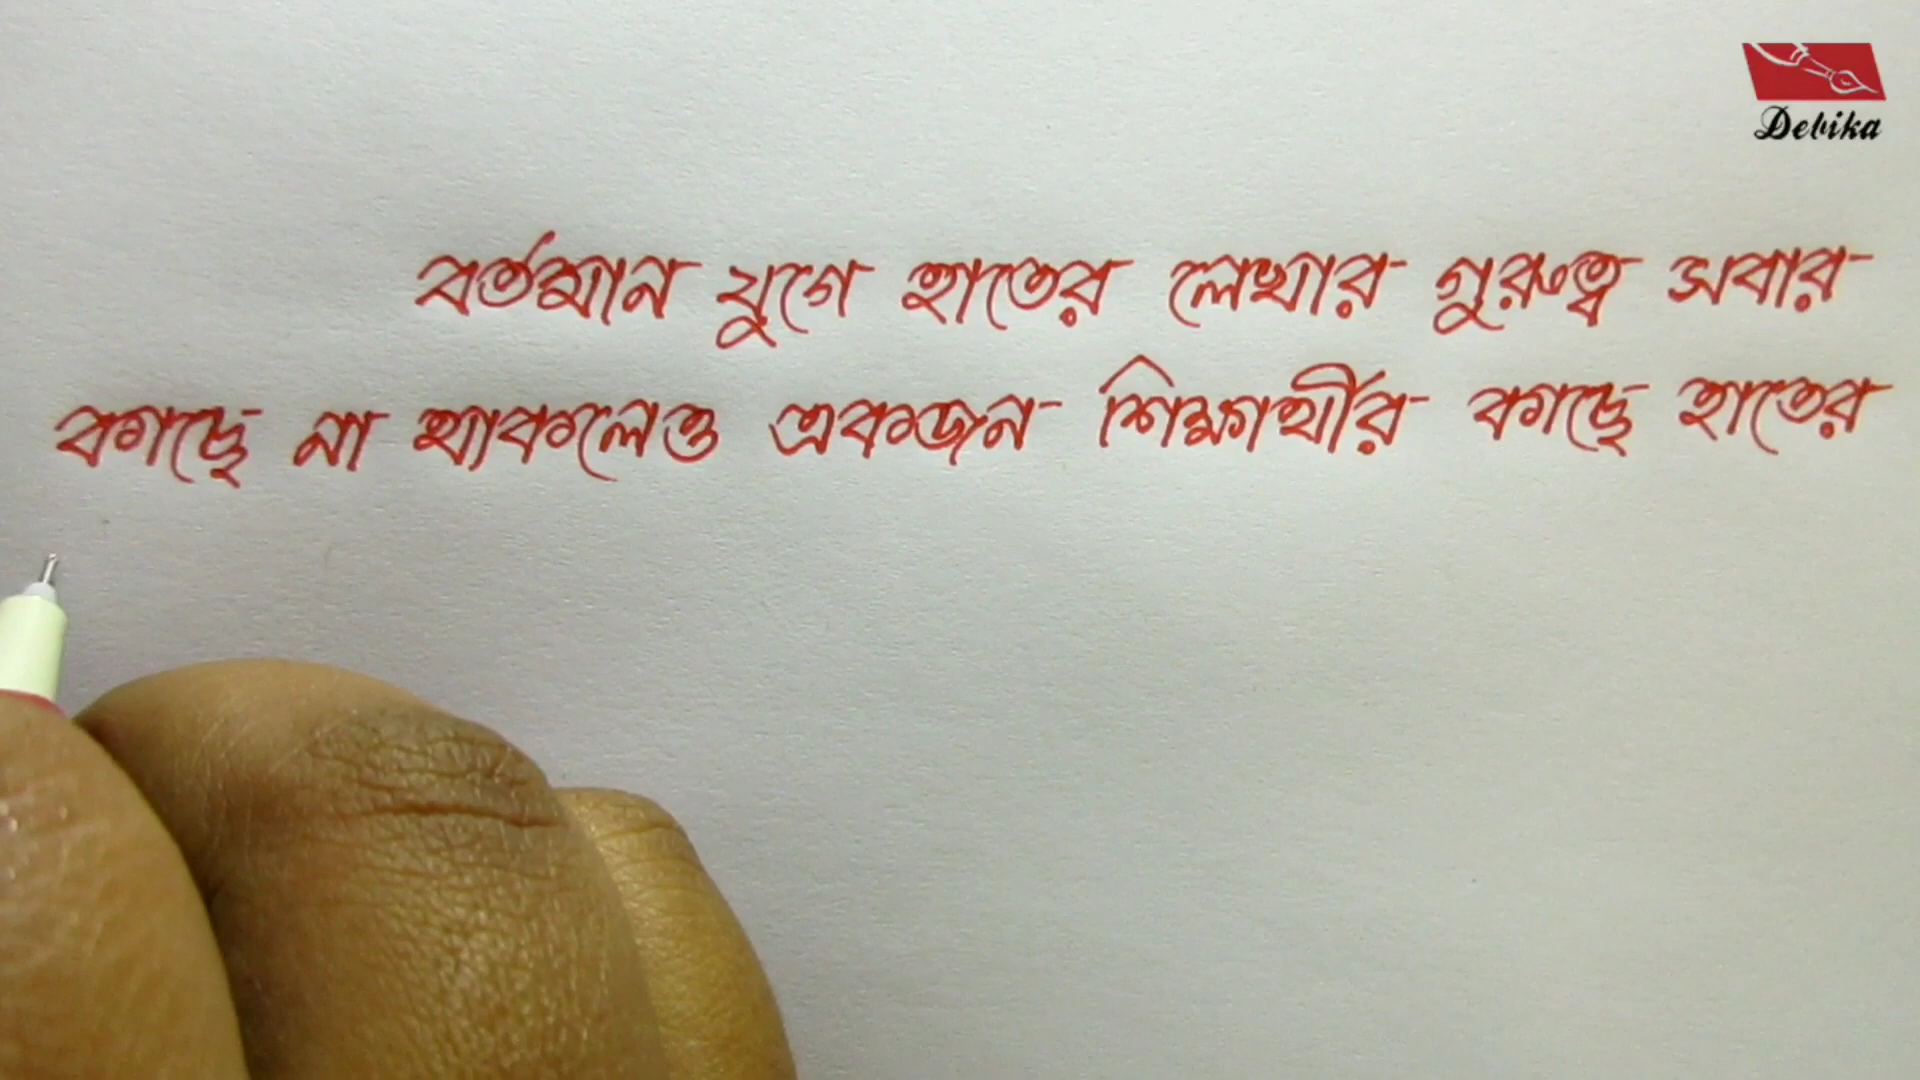 Debika
বর্তমান যুগে হাতের লেখার গুরুত্ব সবার
কাছে না থাকলেও একজন শিক্ষার্থীর কাছে হাতের